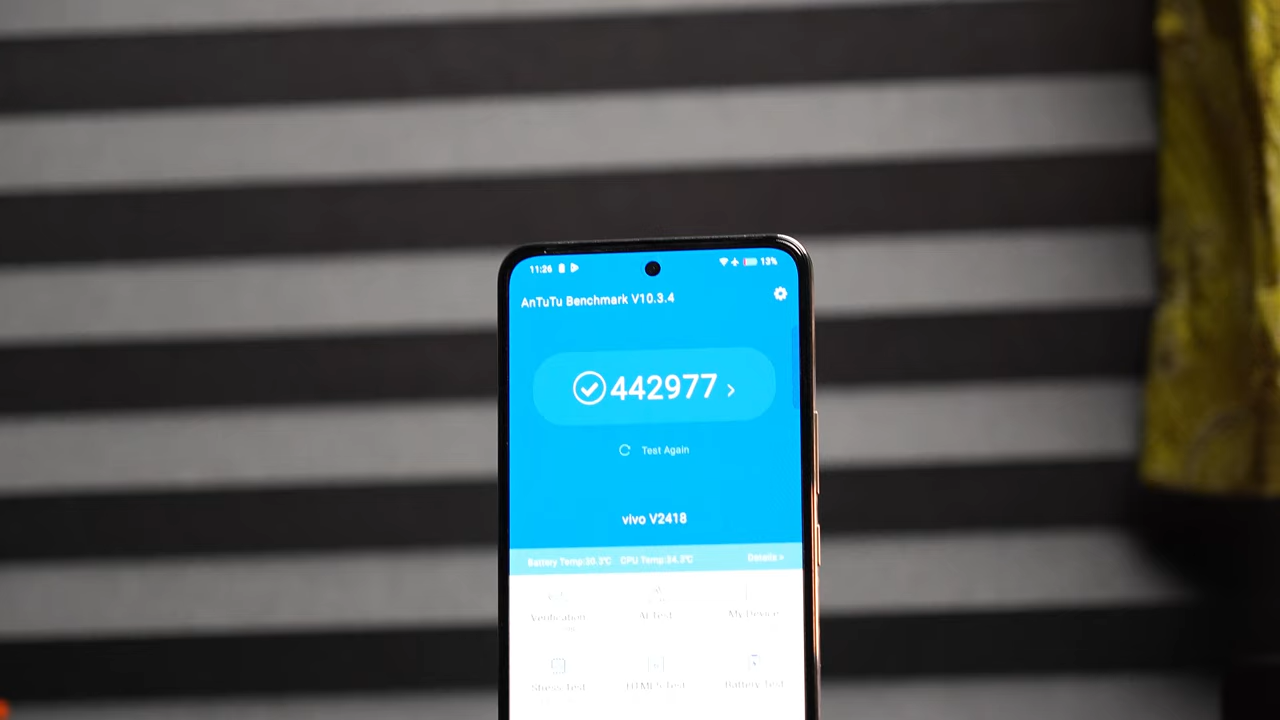 11:26 13%
AnTuTu Benchmark V10.3.4
442977 ›
Test Again
vivo V2418
Battery Temp:30.3℃ CPU Temp:34.3℃ Details >
Verification AI Test My Device
Stress Test HTML5 Test Battery Test